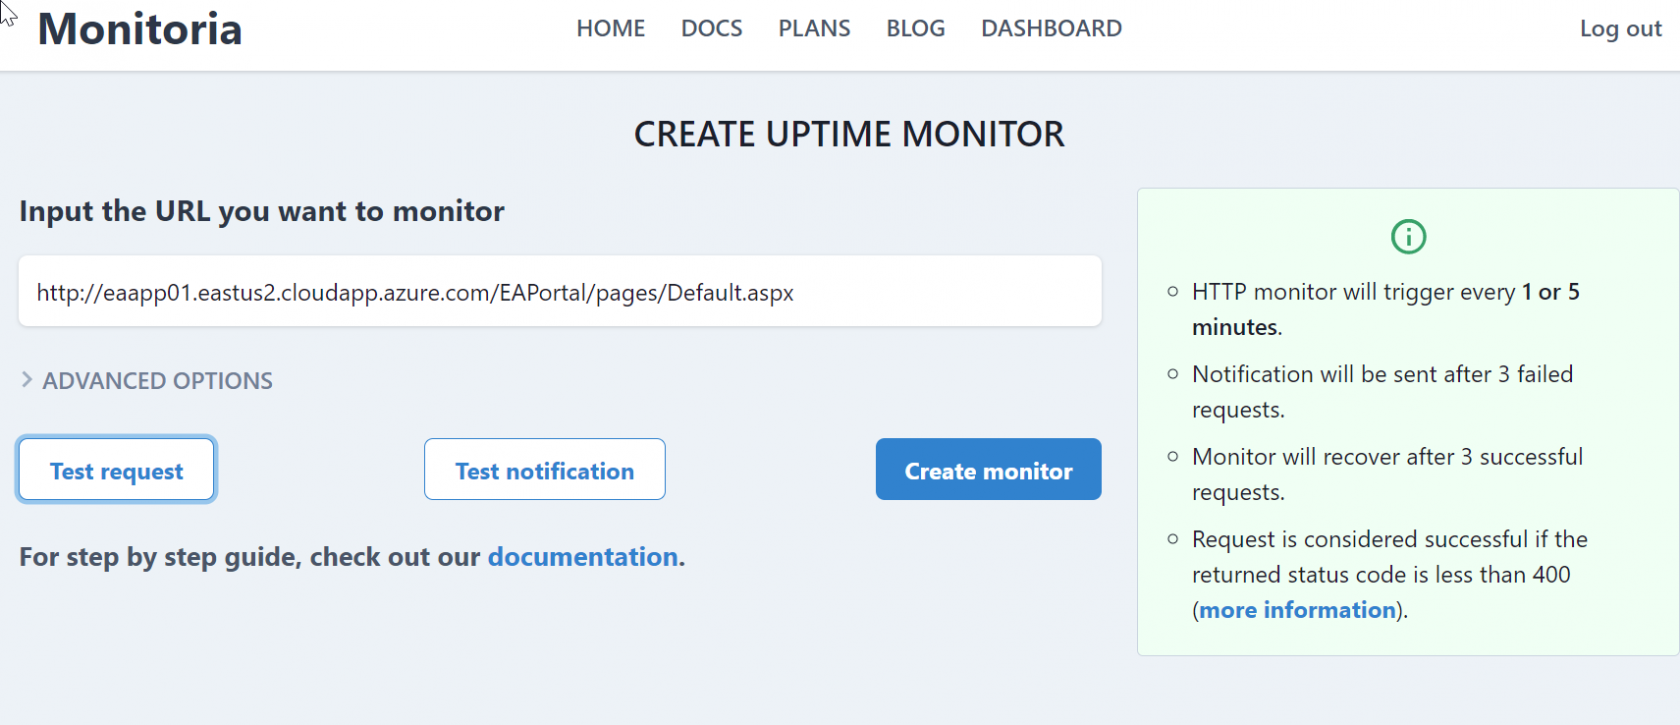 Monitoria
HOME DOCS PLANS BLOG DASHBOARD
Log out
CREATE UPTIME MONITOR
Input the URL you want to monitor
http://eaapp01.eastus2.cloudapp.azure.com/EAPortal/pages/Default.aspx
ADVANCED OPTIONS
Test request
Test notification
Create monitor
For step by step guide, check out our documentation.
HTTP monitor will trigger every 1 or 5
minutes.
Notification will be sent after 3 failed
requests.
Monitor will recover after 3 successful
requests.
Request is considered successful if the
returned status code is less than 400
(more information).